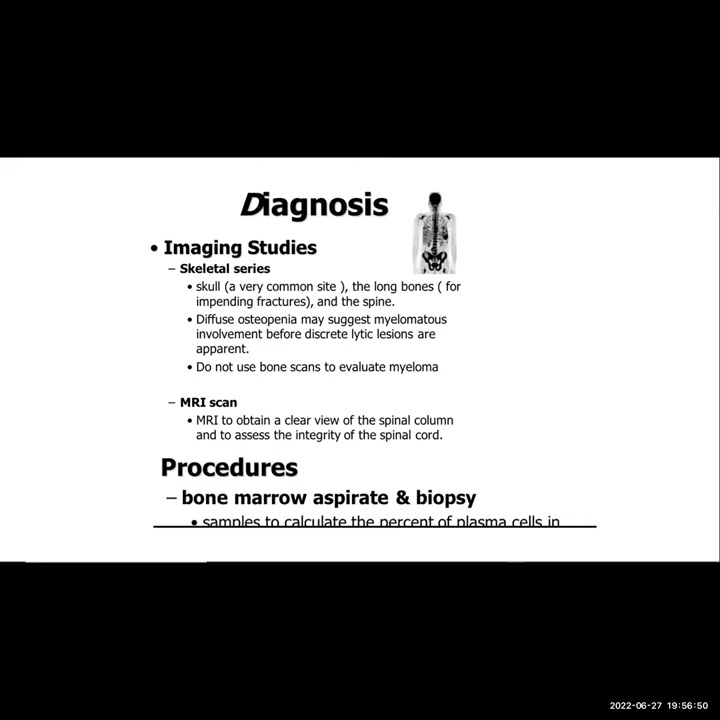 Diagnosis
• Imaging Studies
– Skeletal series
• skull (a very common site ), the long bones ( for
impending fractures), and the spine.
• Diffuse osteopenia may suggest myelomatous
involvement before discrete lytic lesions are
apparent.
• Do not use bone scans to evaluate myeloma
– MRI scan
• MRI to obtain a clear view of the spinal column
and to assess the integrity of the spinal cord.
Procedures
– bone marrow aspirate & biopsy
• samples to calculate the percent of plasma cells in
2022-06-27 19:56:50